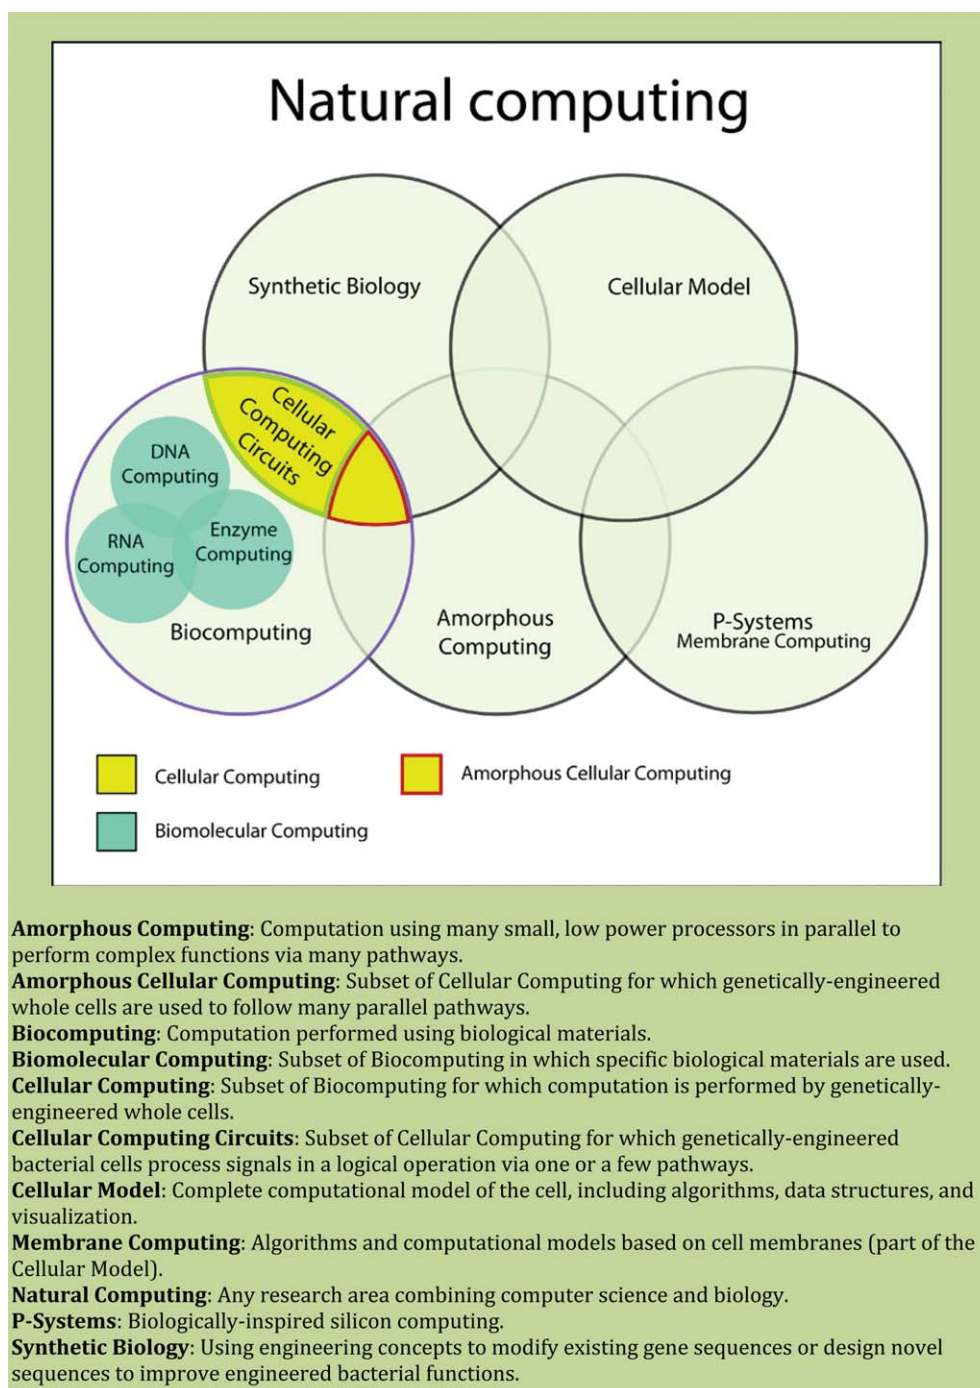 Natural computing
Synthetic Biology
Cellular Model
Cellular
Computing
Circuits
DNA
Computing
RNA
Computing
Enzyme
Computing
Biocomputing
Amorphous
Computing
P-Systems
Membrane Computing
Cellular Computing
Amorphous Cellular Computing
Biomolecular Computing
Amorphous Computing: Computation using many small, low power processors in parallel to
perform complex functions via many pathways.
Amorphous Cellular Computing: Subset of Cellular Computing for which genetically-engineered
whole cells are used to follow many parallel pathways.
Biocomputing: Computation performed using biological materials.
Biomolecular Computing: Subset of Biocomputing in which specific biological materials are used.
Cellular Computing: Subset of Biocomputing for which computation is performed by genetically-
engineered whole cells.
Cellular Computing Circuits: Subset of Cellular Computing for which genetically-engineered
bacterial cells process signals in a logical operation via one or a few pathways.
Cellular Model: Complete computational model of the cell, including algorithms, data structures, and
visualization.
Membrane Computing: Algorithms and computational models based on cell membranes (part of the
Cellular Model).
Natural Computing: Any research area combining computer science and biology.
P-Systems: Biologically-inspired silicon computing.
Synthetic Biology: Using engineering concepts to modify existing gene sequences or design novel
sequences to improve engineered bacterial functions.